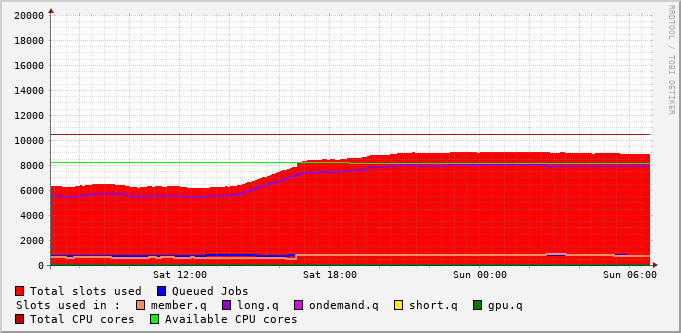 RRDTOOL / TOBI OETIKER
20000
18000
16000
14000
12000
10000
8000
6000
4000
2000
0
Sat 12:00 Sat 18:00 Sun 00:00 Sun 06:00
Total slots used Queued Jobs
Slots used in : member.q long.q ondemand.q short.q gpu.q
Total CPU cores Available CPU cores